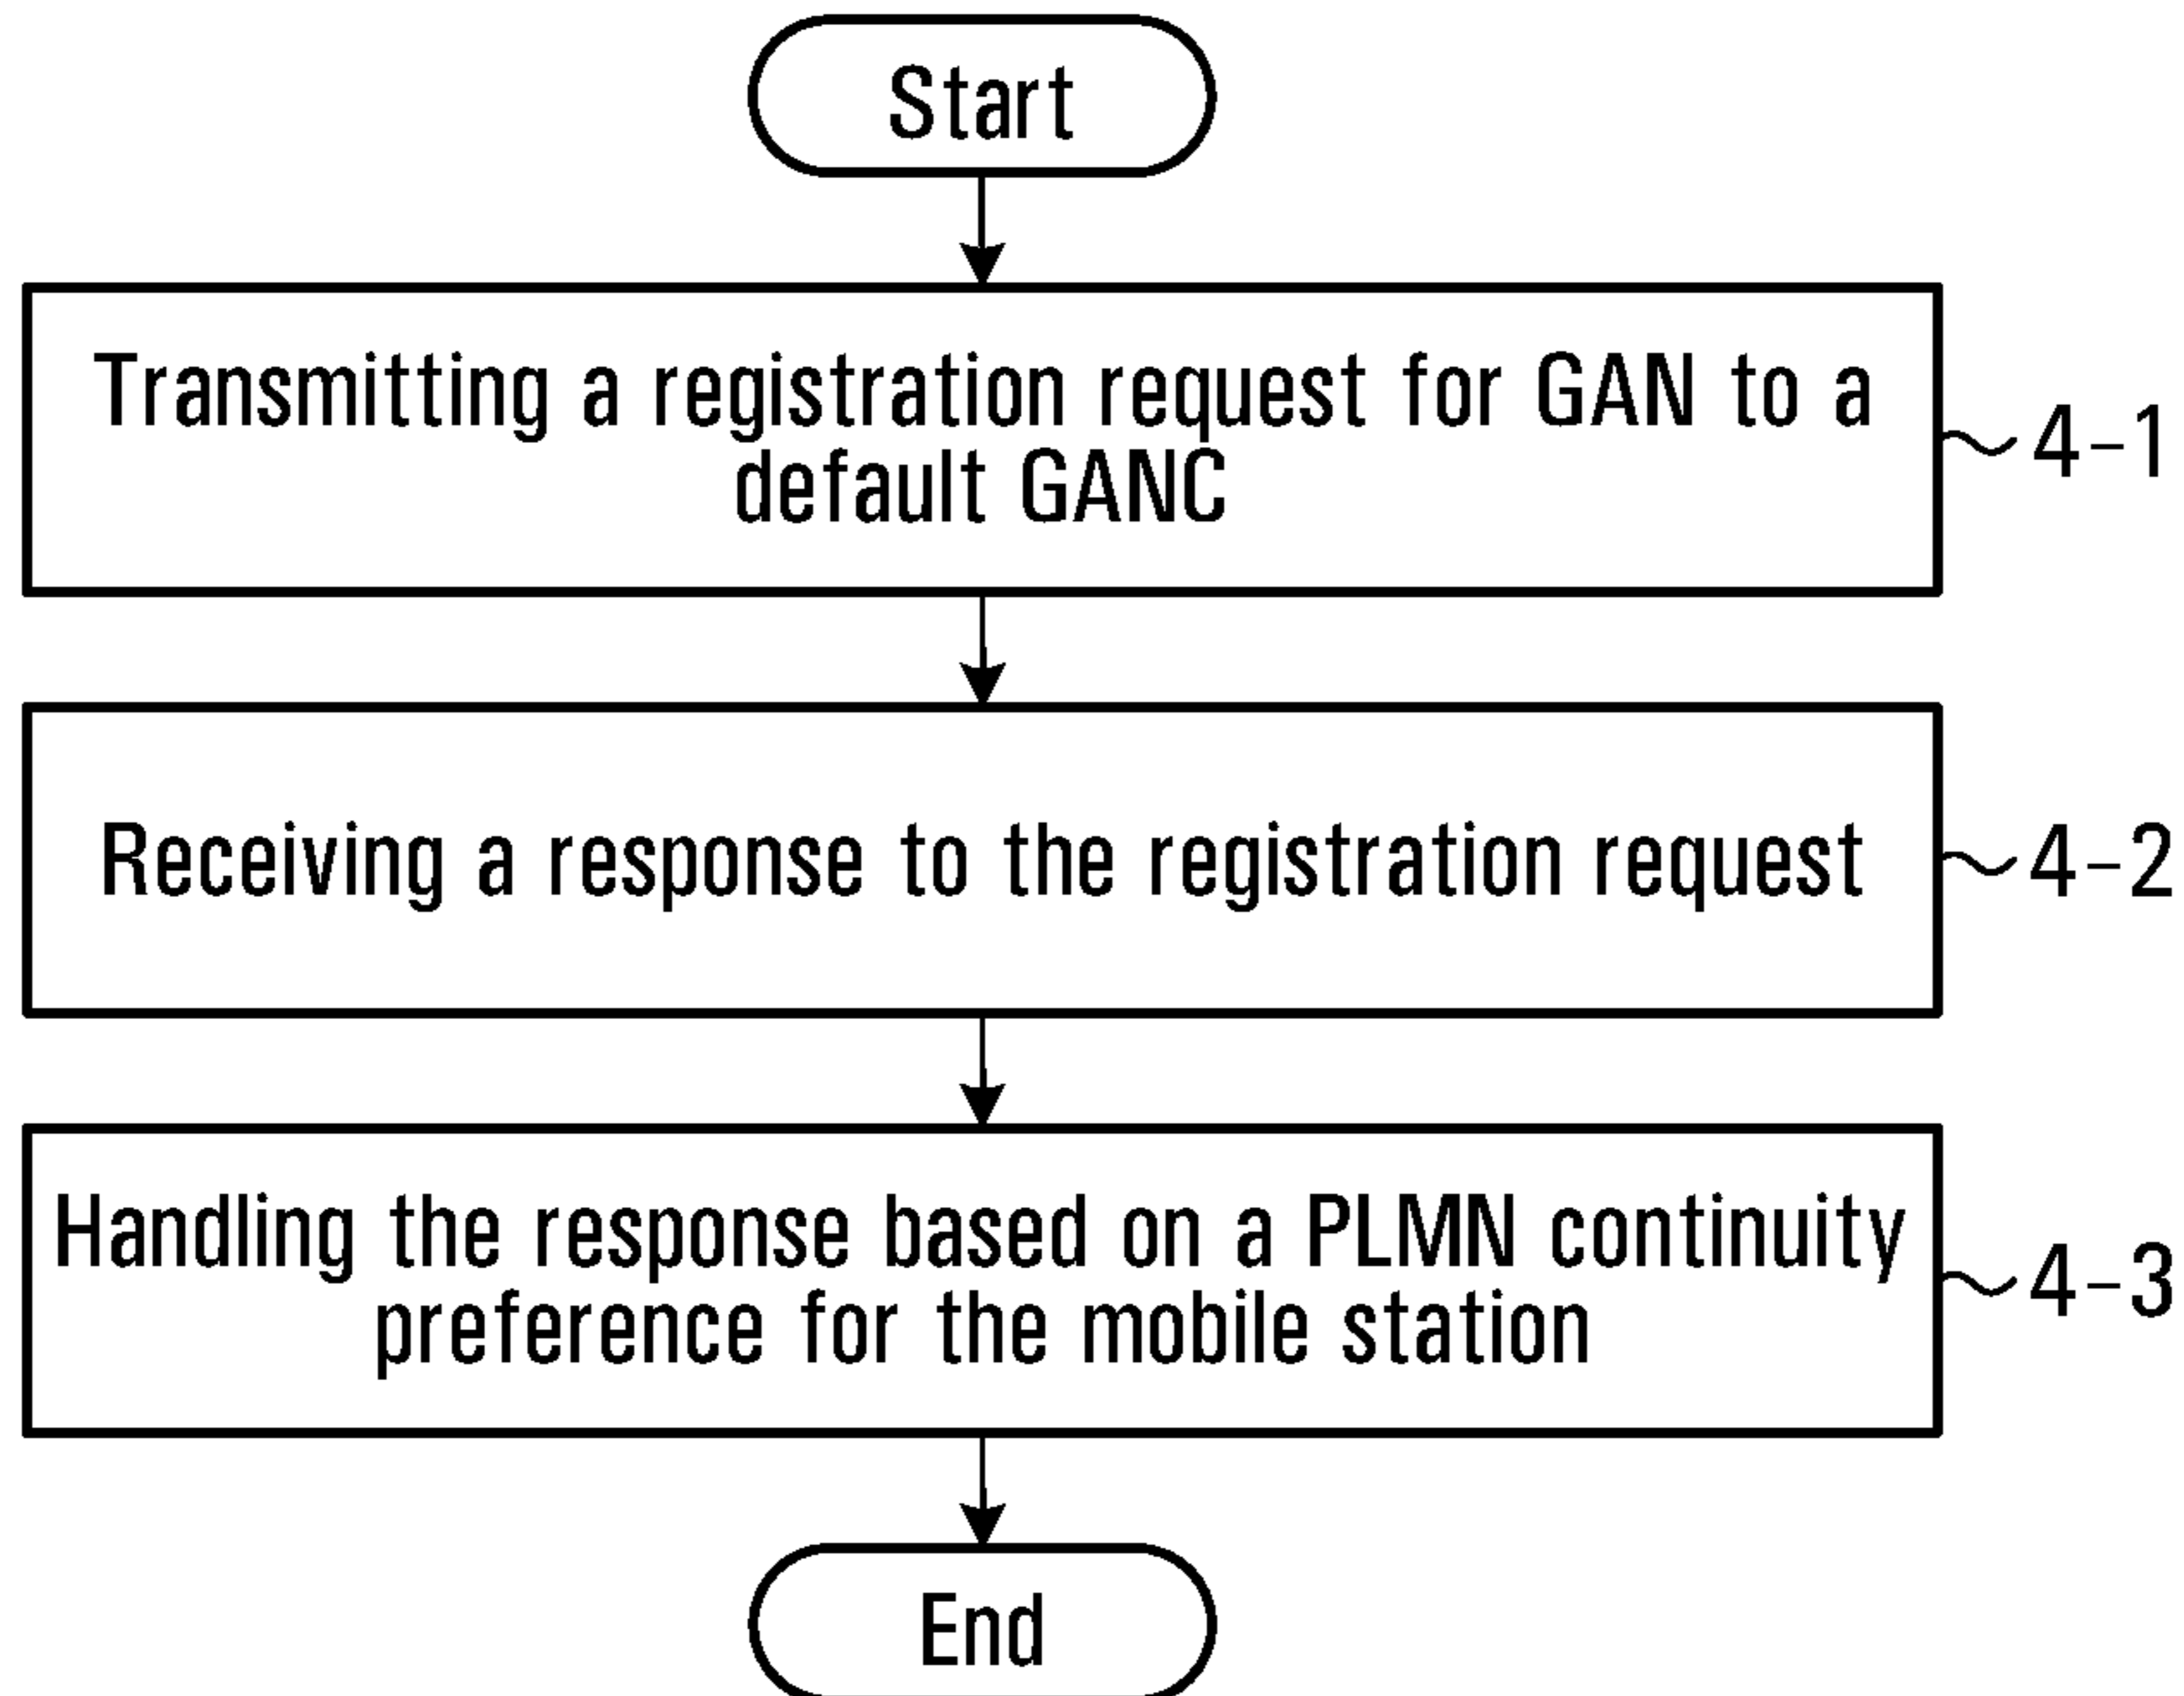 Start
Transmitting a registration request for GAN to a
default GANC
4-1
Receiving a response to the registration request
4-2
Handling the response based on a PLMN continuity
preference for the mobile station
4-3
End